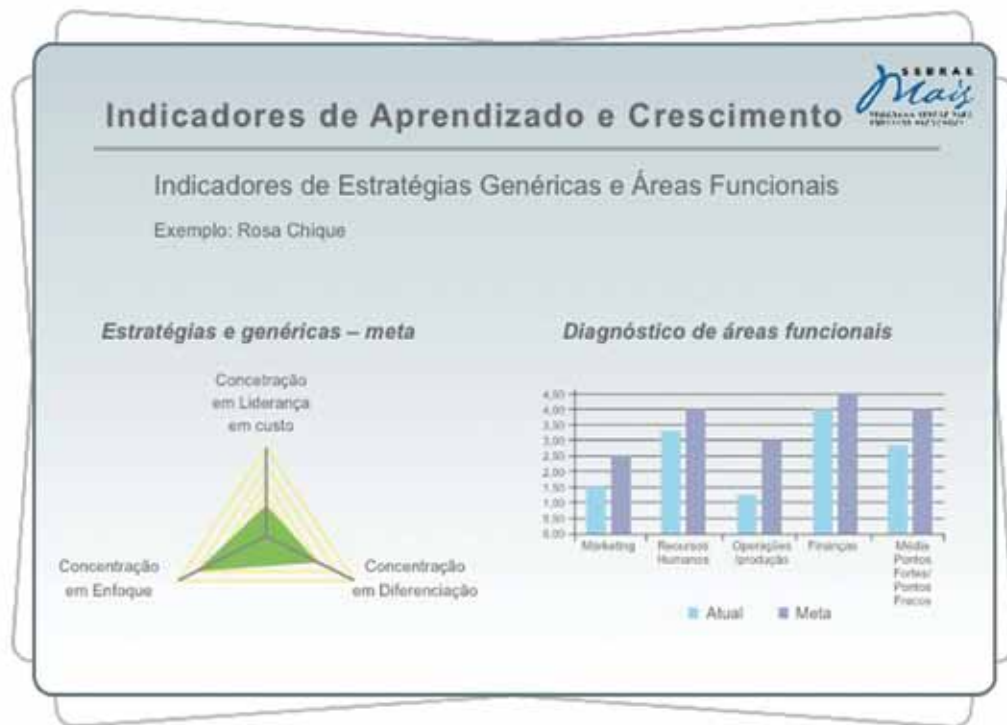 SEBRAE
Mais
Indicadores de Aprendizado e Crescimento
Indicadores de Estratégias Genéricas e Áreas Funcionais
Exemplo: Rosa Chique
Estratégias e genéricas – meta
Concetração
em Liderança
em custo
Concentração
em Enfoque
Concentração
em Diferenciação
Diagnóstico de áreas funcionais
4,50
4,00
3,50
3,00
2,50
2,00
1,50
1,00
0,50
0,00
Marketing
Recursos
Humanos
Operações
/produção
Finanças
Média
Pontos
Fortes/
Pontos
Fracos
Atual
Meta